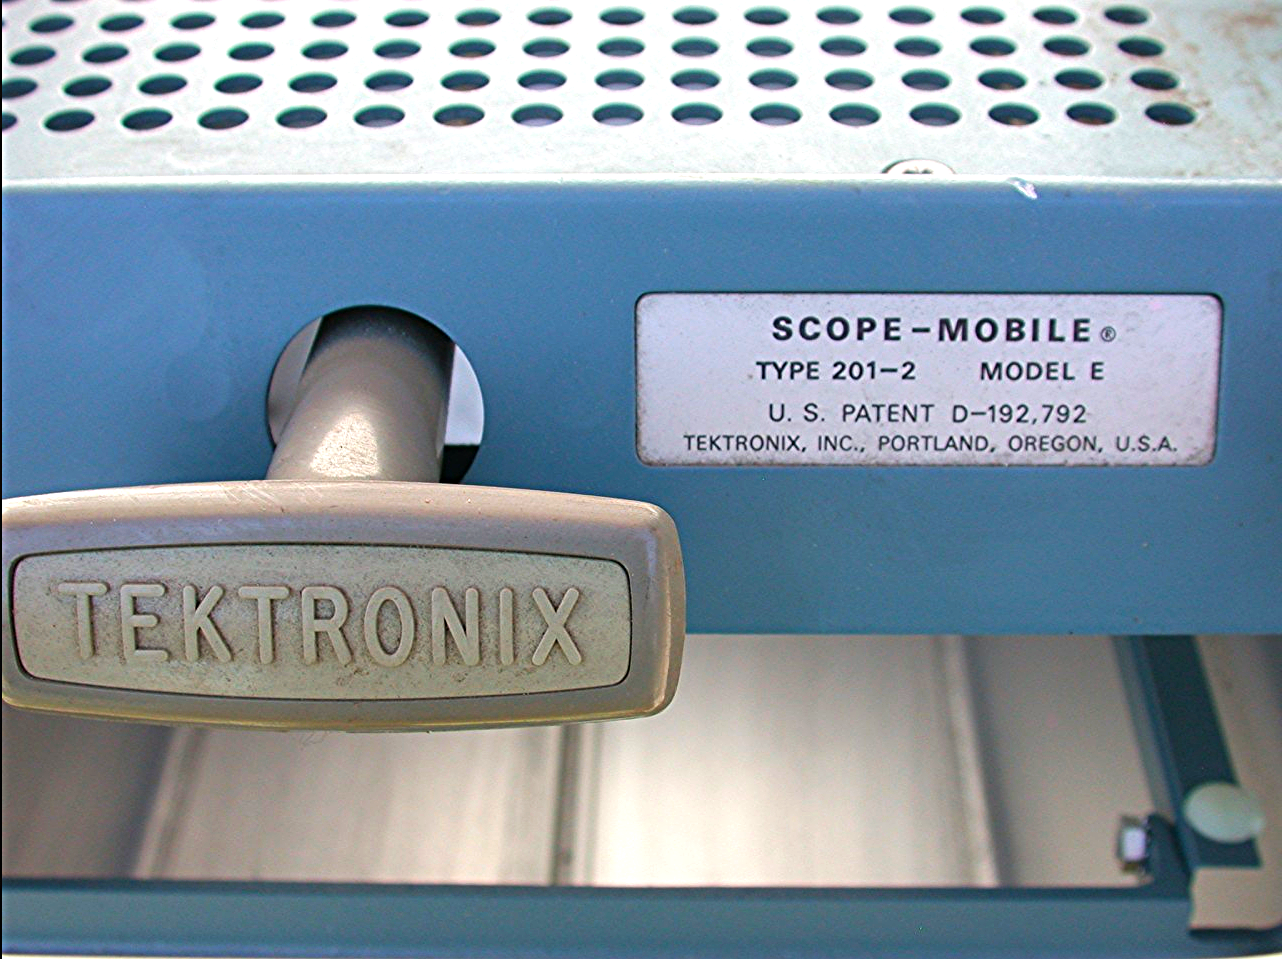 SCOPE-MOBILE®
TYPE 201-2 MODEL E
U. S. PATENT D-192,792
TEKTRONIX, INC., PORTLAND, OREGON, U.S.A.
TEKTRONIX